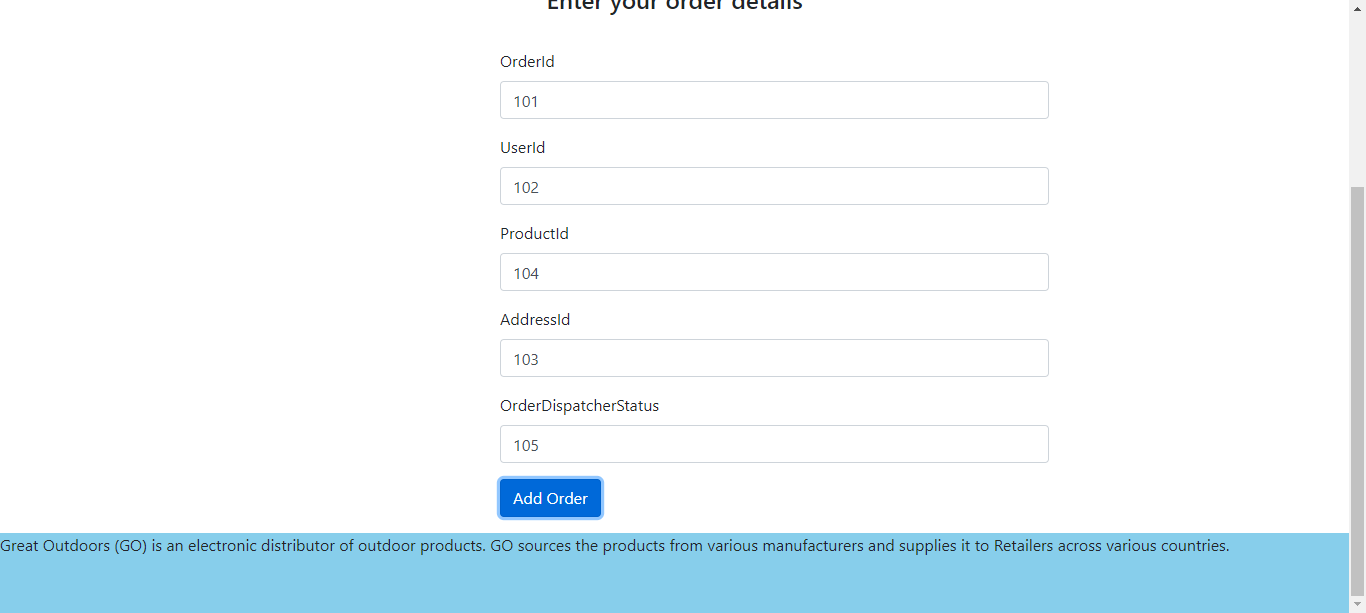 Enter your order details
OrderId
101
UserId
102
ProductId
104
AddressId
103
OrderDispatcherStatus
105
Add Order
Great Outdoors (GO) is an electronic distributor of outdoor products. GO sources the products from various manufacturers and supplies it to Retailers across various countries.